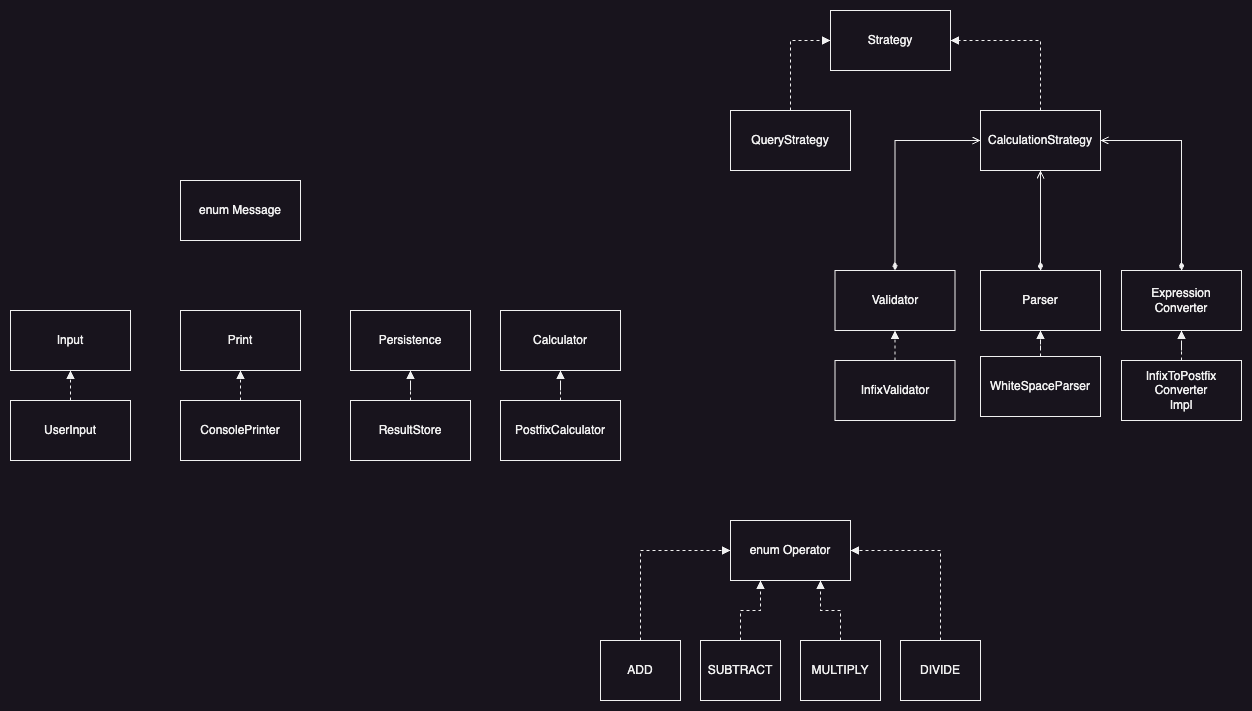 Strategy
QueryStrategy
CalculationStrategy
enum Message
Validator
Parser
Expression
Converter
Input
Print
Persistence
Calculator
InfixValidator
WhiteSpaceParser
InfixToPostfix
Converter
Impl
UserInput
ConsolePrinter
ResultStore
PostfixCalculator
enum Operator
ADD
SUBTRACT
MULTIPLY
DIVIDE